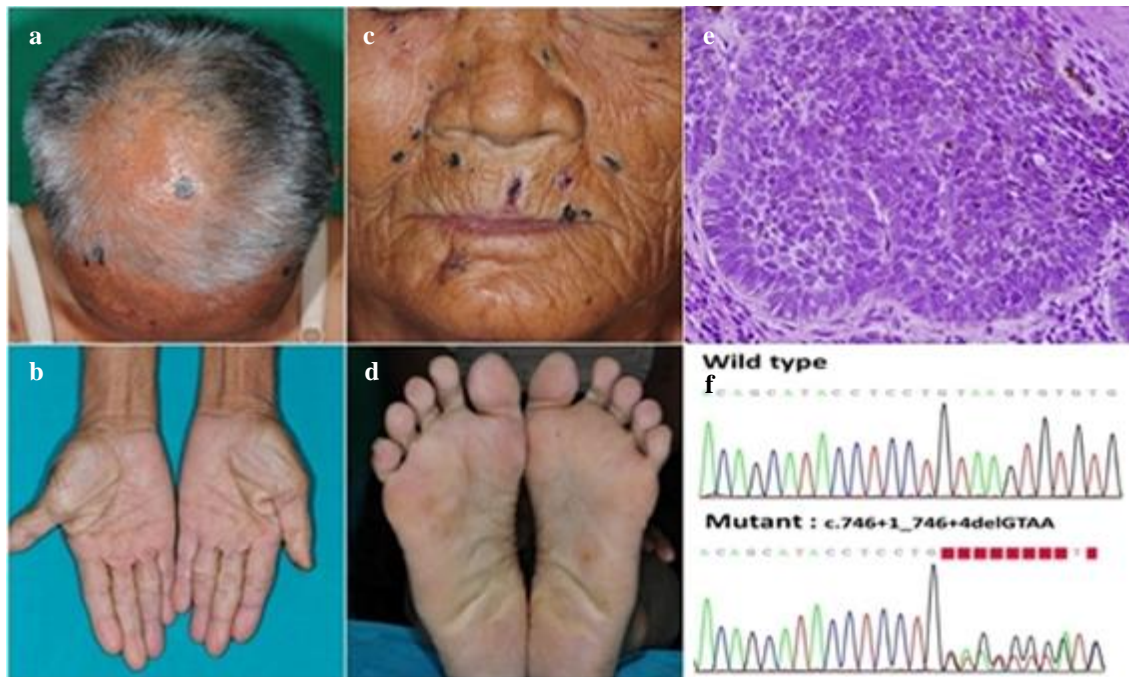 a
c
e
b
d
Wild type
f
A C A G C A T A C C T C C T G T A A G T G T G T G
Mutant : c.746+1_746+4delGTAA
A C A G C A T A C C T C C T G T